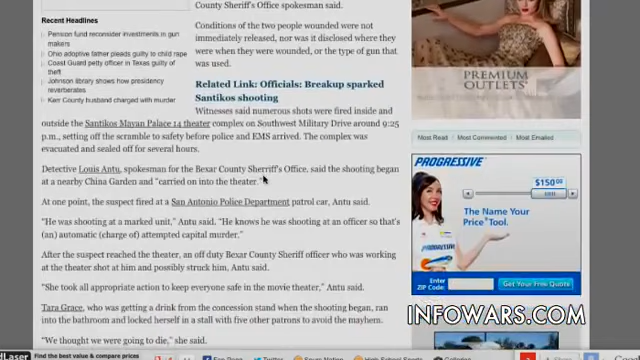 County Sheriff's Office spokesman said.
Recent Headlines
Pension fund reconsider investments in gun
makers
Ohio adoptive father pleads guilty to child rape
Coast Guard petty officer in Texas guilty of
theft
Johnson library shows how presidency
reverberates
Kerr County husband charged with murder
Conditions of the two people wounded were not
immediately released, nor was it disclosed where they
were when they were wounded, or the type of gun that
was used.
Related Link: Officials: Breakup sparked
Santikos shooting
Witnesses said numerous shots were fired inside and
outside the Santikos Mayan Palace 14 theater complex on Southwest Military Drive around 9:25
p.m., setting off the scramble to safety before police and EMS arrived. The complex was
evacuated and sealed off for several hours.
Detective Louis Antu, spokesman for the Bexar County Sherriff's Office, said the shooting began
at a nearby China Garden and "carried on into the theater."
At one point, the suspect fired at a San Antonio Police Department patrol car, Antu said.
"He was shooting at a marked unit," Antu said. "He knows he was shooting at an officer so that's
(an) automatic (charge of) attempted capital murder."
After the suspect reached the theater, an off duty Bexar County Sheriff officer who was working
at the theater shot at him and possibly struck him, Antu said.
"She took all appropriate action to keep everyone safe in the movie theater," Antu said.
Tara Grace, who was getting a drink from the concession stand when the shooting began, ran
into the bathroom and locked herself in a stall with five other patrons to avoid the mayhem.
"We thought we were going to die," she said.
PREMIUM
OUTLETS
Most Read
Most Commented
Most Emailed
PROGRESSIVE
$150.00
The Name Your
Price Tool.
Enter
ZIP Code:
Get Your Free Quote
INFOWARS.COM
Find the best value & compare prices